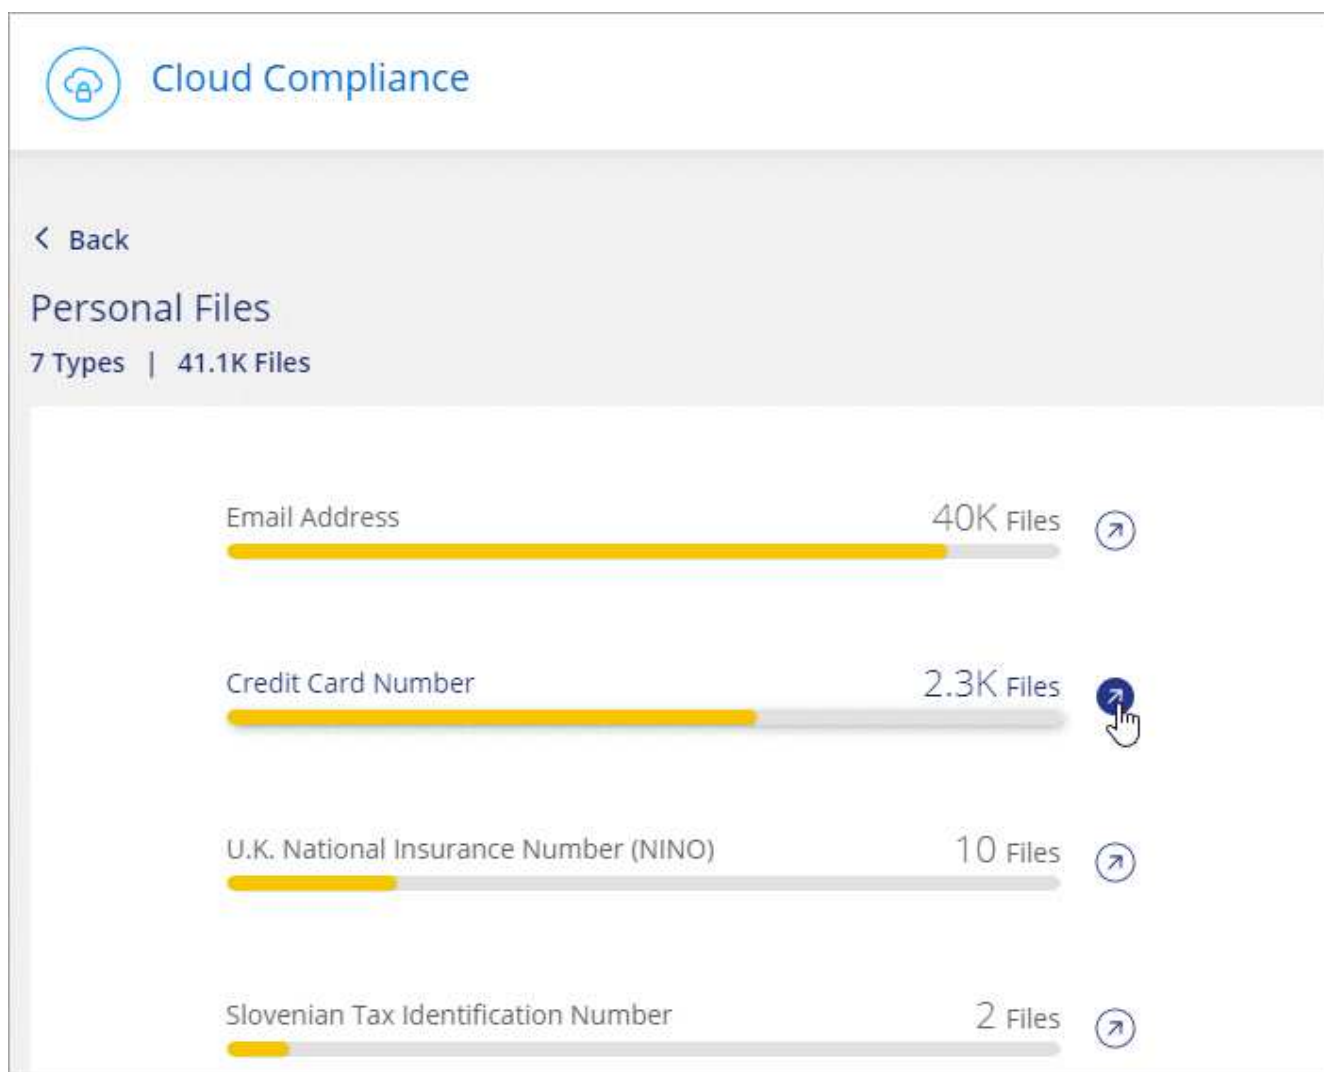 Cloud Compliance
Back
Personal Files
7 Types | 41.1K Files
Email Address 40K Files
Credit Card Number 2.3K Files
U.K. National Insurance Number (NINO) 10 Files
Slovenian Tax Identification Number 2 Files